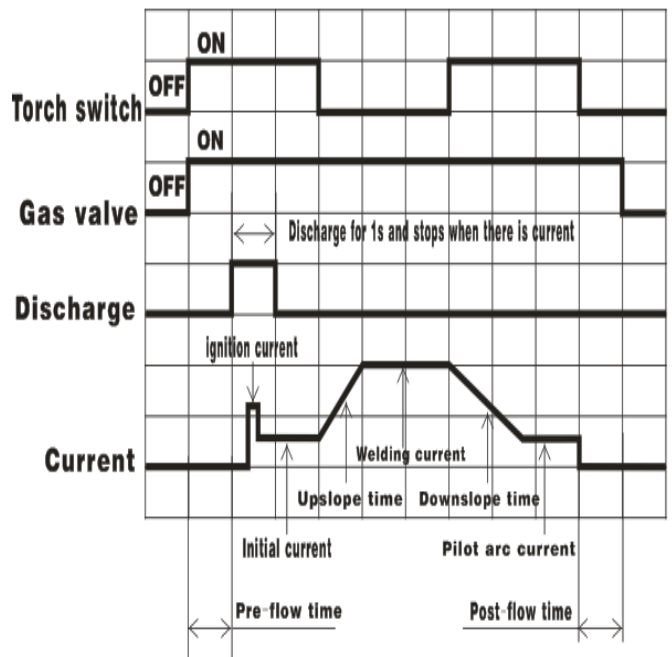 ON
OFF
Torch switch
ON
OFF
Gas valve
Discharge for 1s and stops when there is current
Discharge
ignition current
Current
Welding current
Upslope time
Downslope time
Initial current
Pilot arc current
Pre-flow time
Post-flow time